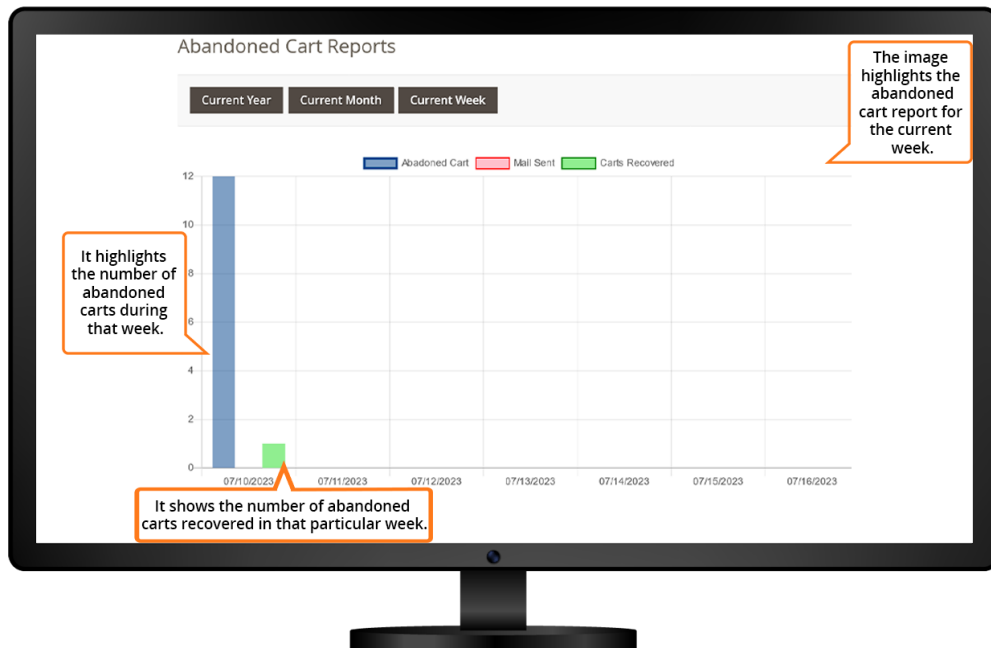 Abandoned Cart Reports
The image
highlights the
abandoned
cart report for
the current
week.
Current Year
Current Month
Current Week
Abadoned Cart
Mail Sent
Carts Recovered
12
10
8
6
4
2
0
It highlights
the number of
abandoned
carts during
that week.
07/10/2023
07/11/2023
07/12/2023
07/13/2023
07/14/2023
07/15/2023
07/16/2023
It shows the number of abandoned
carts recovered in that particular week.